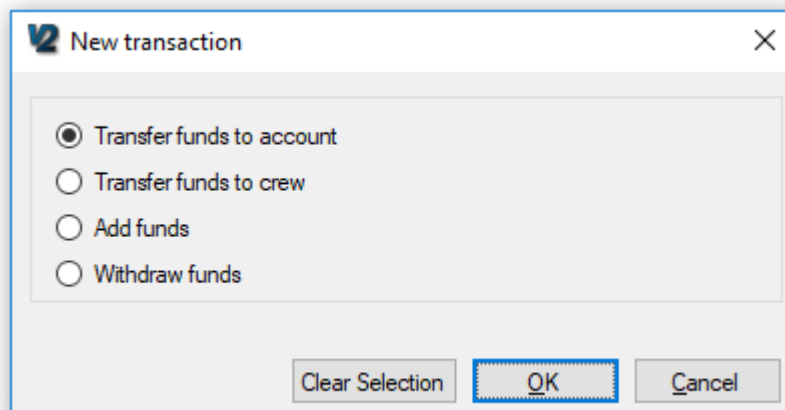 V2 New transaction
Transfer funds to account
Transfer funds to crew
Add funds
Withdraw funds
Clear Selection OK Cancel